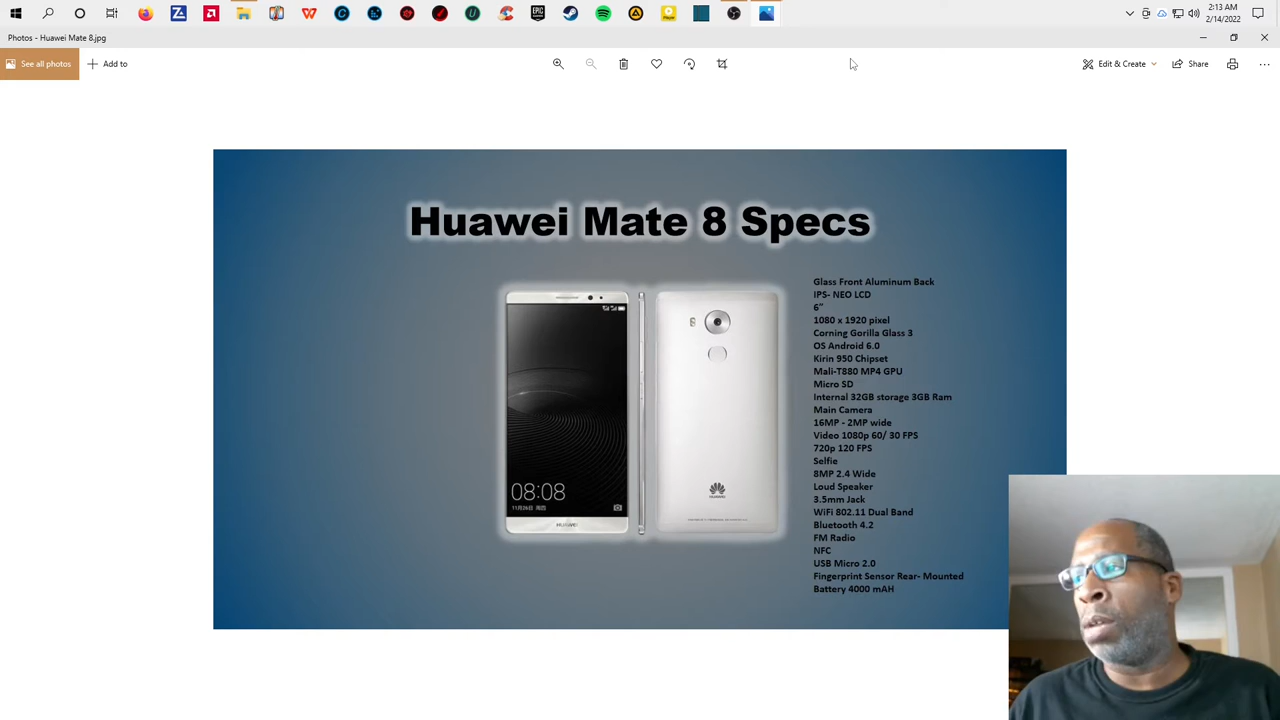 2:13 AM
2/14/2022
Photos - Huawei Mate 8.jpg
See all photos
Add to
Edit & Create
Share
Huawei Mate 8 Specs
Glass Front Aluminum Back
IPS- NEO LCD
6"
1080 x 1920 pixel
Corning Gorilla Glass 3
OS Android 6.0
Kirin 950 Chipset
Mali-T880 MP4 GPU
Micro SD
Internal 32GB storage 3GB Ram
Main Camera
16MP - 2MP wide
Video 1080p 60/ 30 FPS
720p 120 FPS
Selfie
8MP 2.4 Wide
Loud Speaker
3.5mm Jack
WiFi 802.11 Dual Band
Bluetooth 4.2
FM Radio
NFC
USB Micro 2.0
Fingerprint Sensor Rear- Mounted
Battery 4000 mAH
08:08
HUAWEI
HUAWEI